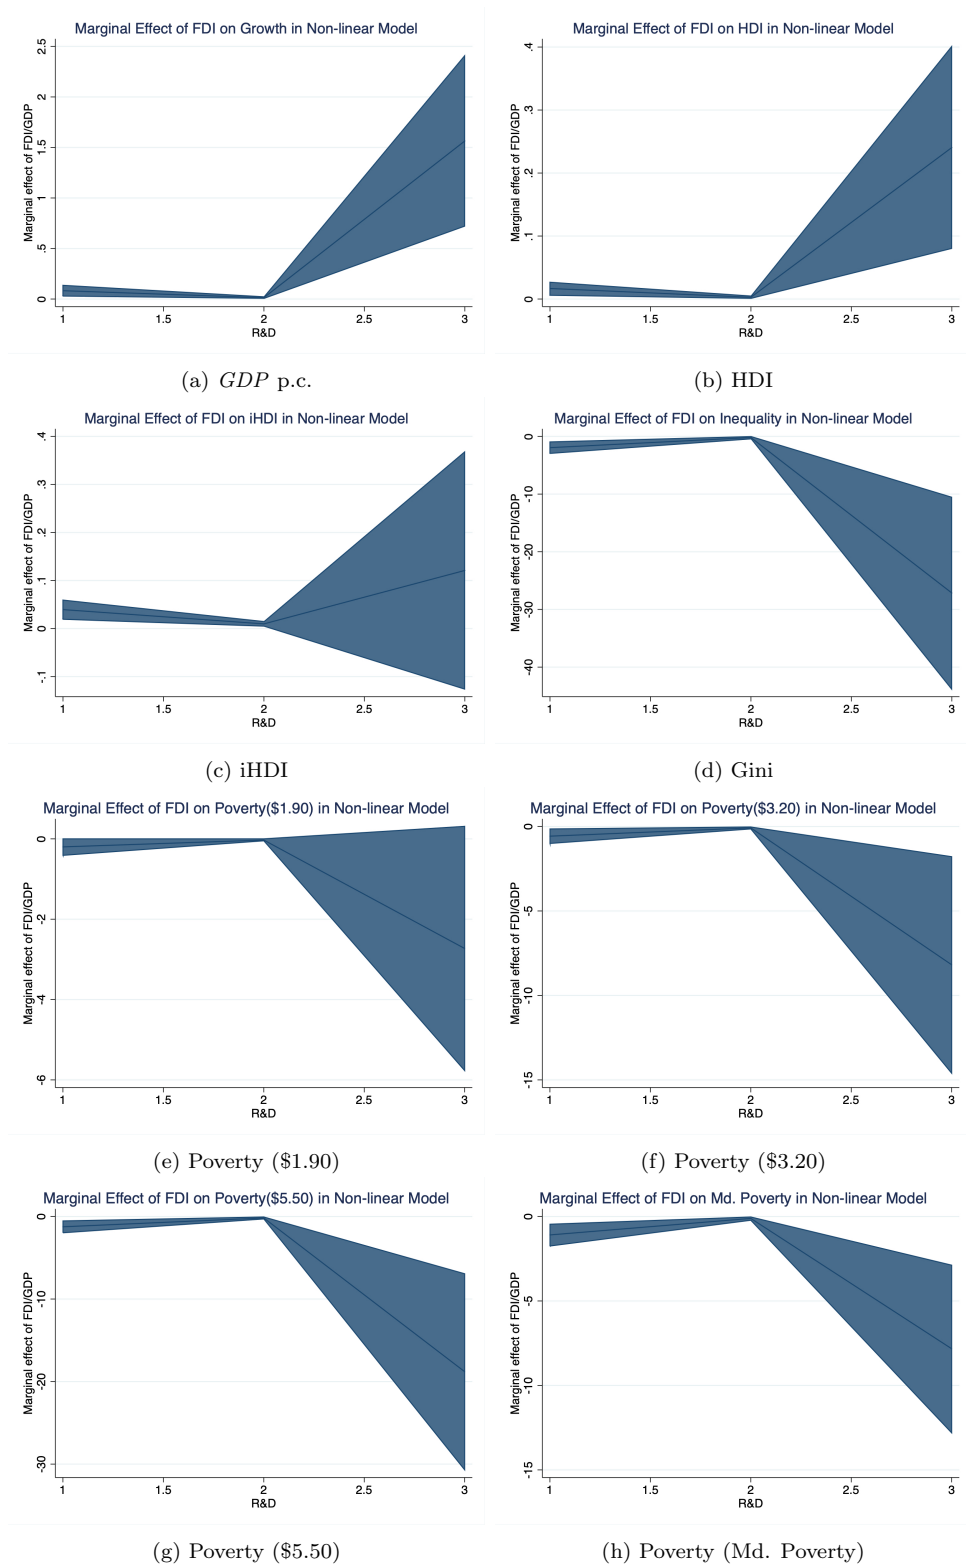 Marginal Effect of FDI on Growth in Non-linear Model
Marginal effect of FDI/GDP
2.5
2
1.5
1
.5
0
1 1.5 2 2.5 3
R&D
(a) GDP p.c.
Marginal Effect of FDI on HDI in Non-linear Model
Marginal effect of FDI/GDP
.4
.3
.2
.1
0
1 1.5 2 2.5 3
R&D
(b) HDI
Marginal Effect of FDI on iHDI in Non-linear Model
Marginal effect of FDI/GDP
.4
.3
.2
.1
0
-.1
1 1.5 2 2.5 3
R&D
(c) iHDI
Marginal Effect of FDI on Inequality in Non-linear Model
Marginal effect of FDI/GDP
0
-10
-20
-30
-40
1 1.5 2 2.5 3
R&D
(d) Gini
Marginal Effect of FDI on Poverty($1.90) in Non-linear Model
Marginal effect of FDI/GDP
0
-2
-4
-6
1 1.5 2 2.5 3
R&D
(e) Poverty ($1.90)
Marginal Effect of FDI on Poverty($3.20) in Non-linear Model
Marginal effect of FDI/GDP
0
-5
-10
-15
1 1.5 2 2.5 3
R&D
(f) Poverty ($3.20)
Marginal Effect of FDI on Poverty($5.50) in Non-linear Model
Marginal effect of FDI/GDP
0
-10
-20
-30
1 1.5 2 2.5 3
R&D
(g) Poverty ($5.50)
Marginal Effect of FDI on Md. Poverty in Non-linear Model
Marginal effect of FDI/GDP
0
-5
-10
-15
1 1.5 2 2.5 3
R&D
(h) Poverty (Md. Poverty)